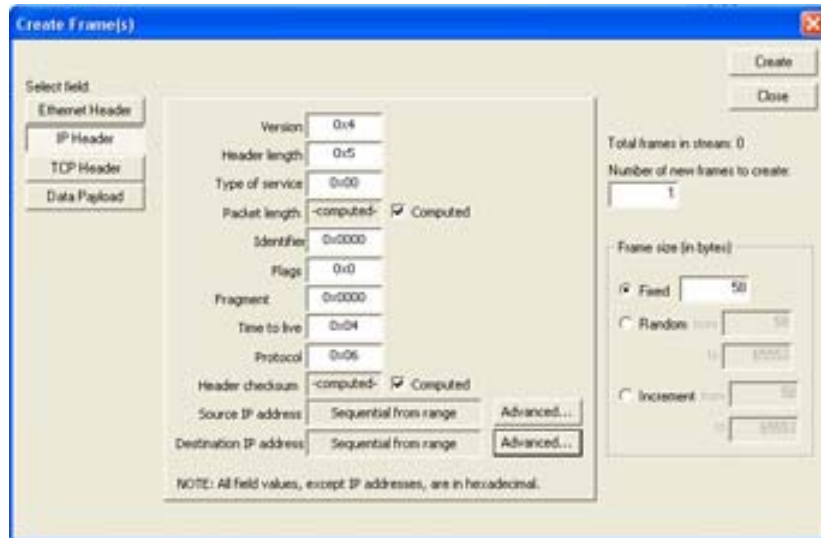 Create Frame(s)
Create
Close
Select field
Ethernet Header
IP Header
TCP Header
Data Payload
Version 0x4
Header length 0x5
Type of service 0x00
Packet length -computed- Computed
Identifier 0x0000
Flags 0x0
Fragment 0x0000
Time to live 0x04
Protocol 0x06
Header checksum -computed- Computed
Source IP address Sequential from range Advanced...
Destination IP address Sequential from range Advanced...
NOTE: All field values, except IP addresses, are in hexadecimal.
Total frames in stream: 0
Number of new frames to create:
1
Frame size (in bytes)
Fixed 58
Random from 58
to
Increment from
to